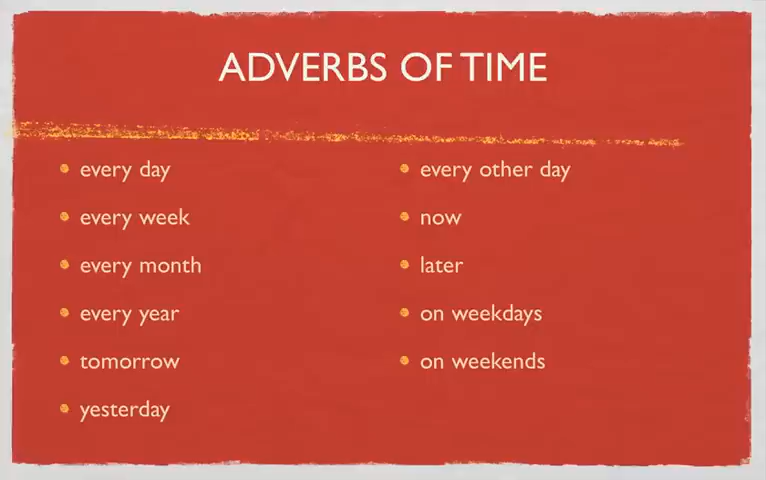 ADVERBS OF TIME
every day
every week
every month
every year
tomorrow
yesterday
every other day
now
later
on weekdays
on weekends